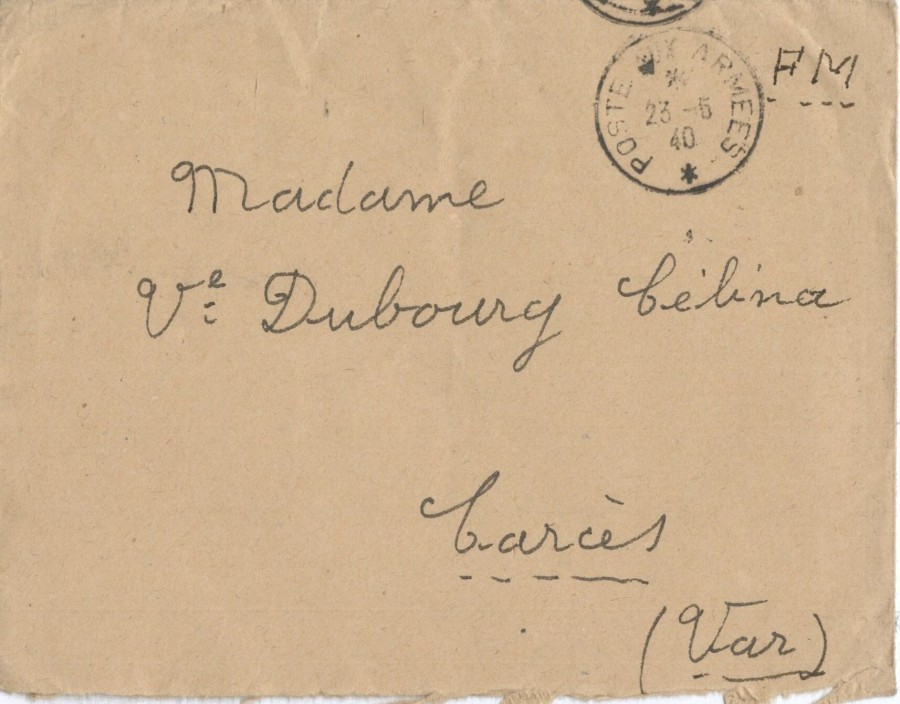 POSTE AUX ARMEES
23 -5
40
FM
Madame
Ve Dubourg Célina
Carcès
(Var)